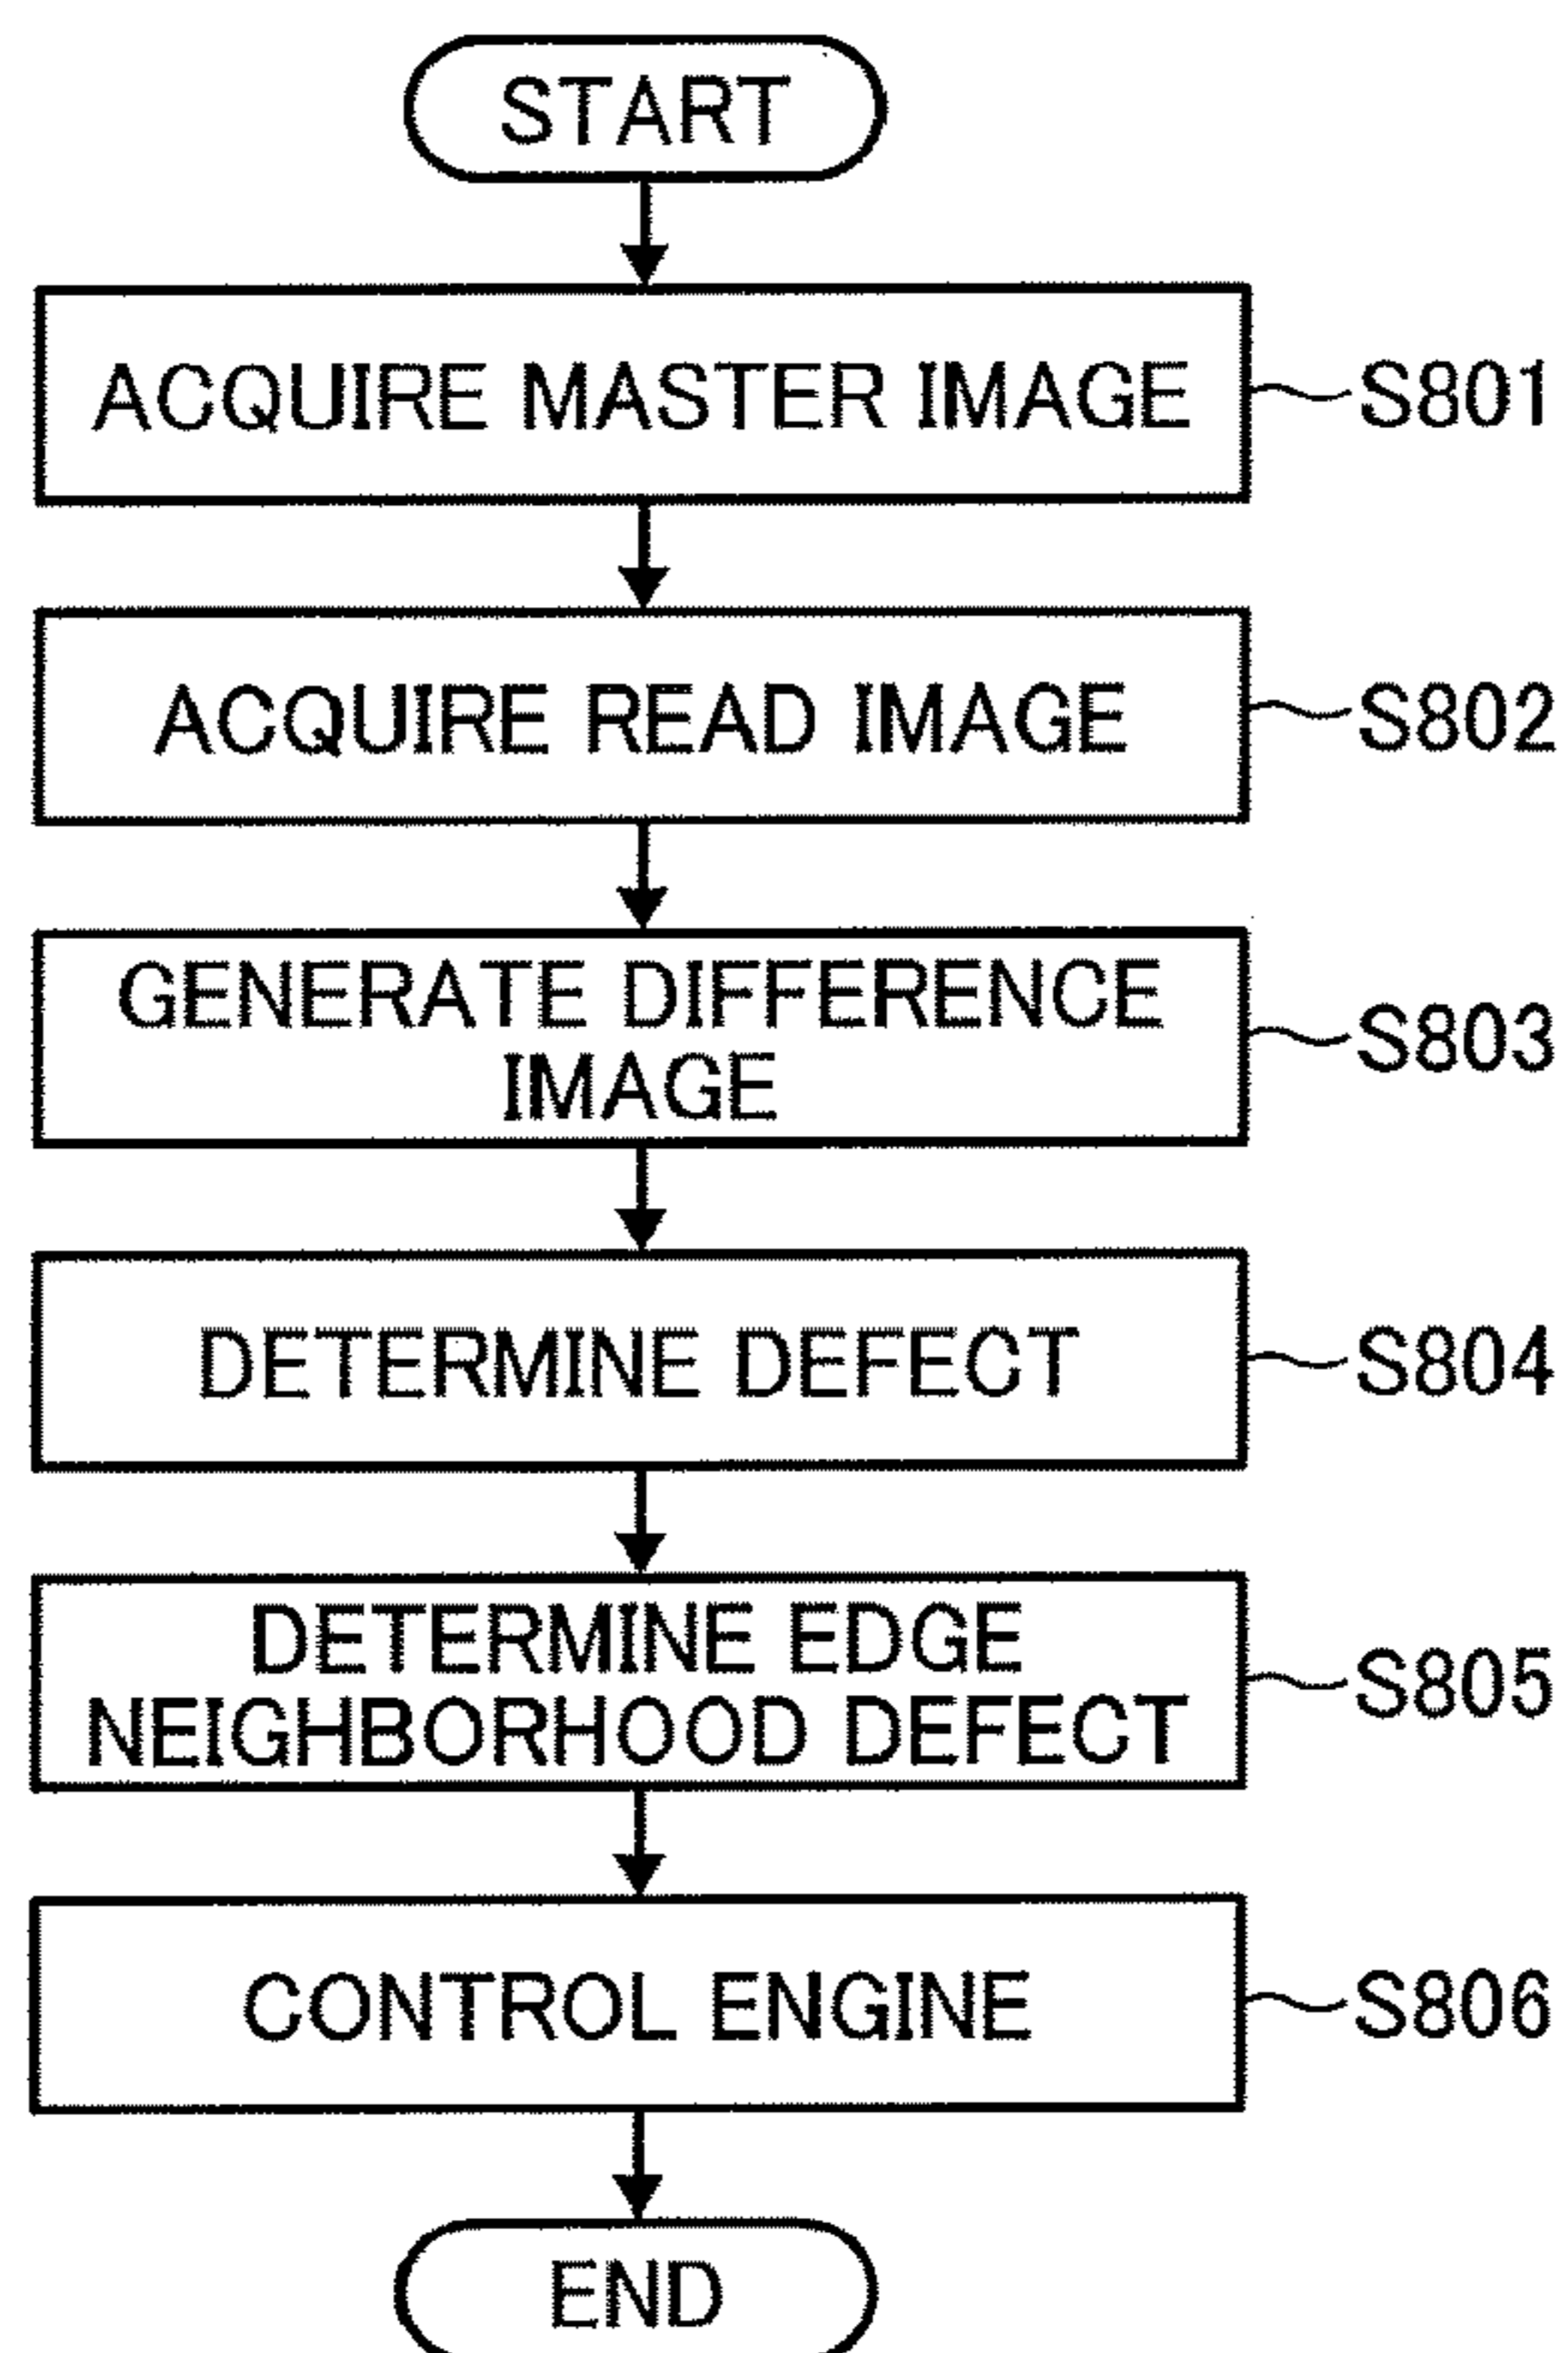 START
ACQUIRE MASTER IMAGE
S801
ACQUIRE READ IMAGE
S802
GENERATE DIFFERENCE
IMAGE
S803
DETERMINE DEFECT
S804
DETERMINE EDGE
NEIGHBORHOOD DEFECT
S805
CONTROL ENGINE
S806
END